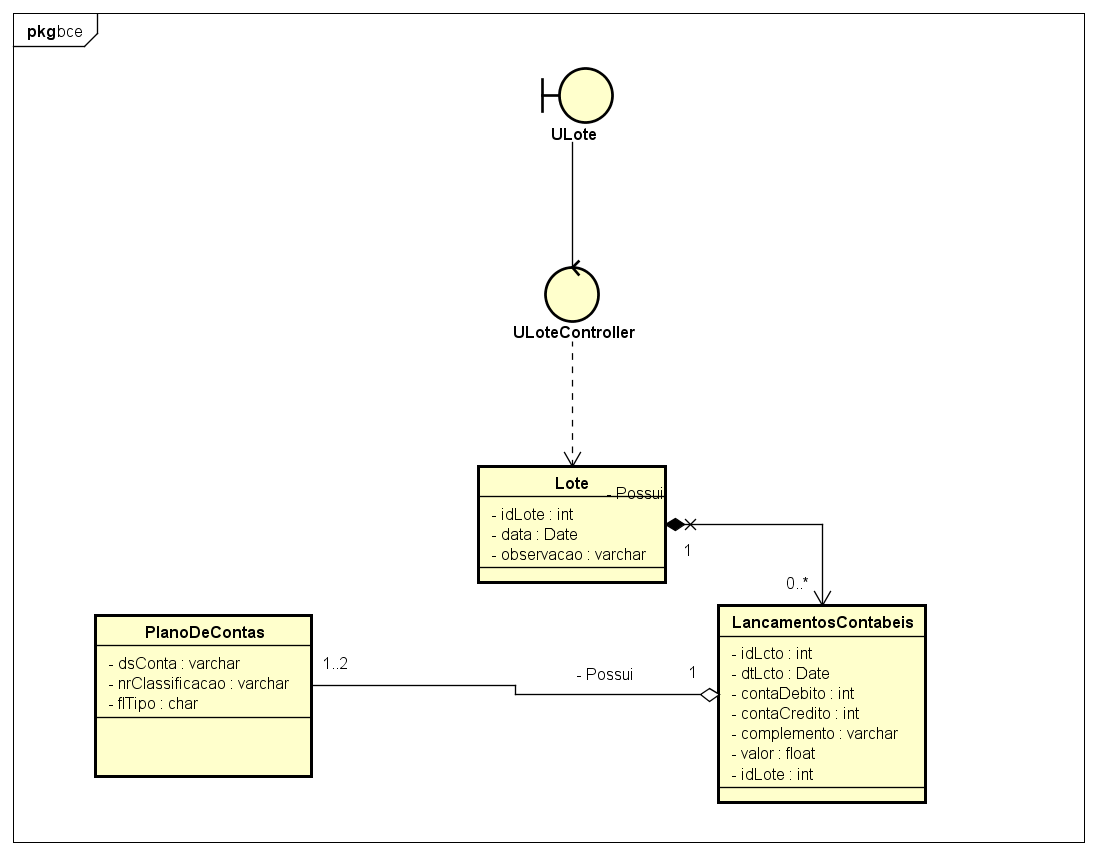 pkg bce
ULote
ULoteController
Lote
- Possui
- idLote : int
- data : Date
- observacao : varchar
1
0..*
PlanoDeContas
- dsConta : varchar
- nrClassificacao : varchar
- flTipo : char
1..2
- Possui
1
LancamentosContabeis
- idLcto : int
- dtLcto : Date
- contaDebito : int
- contaCredito : int
- complemento : varchar
- valor : float
- idLote : int